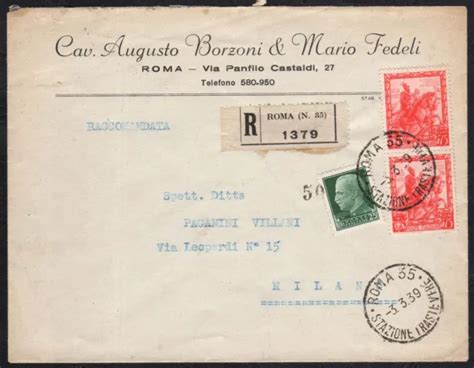 Cav. Augusto Borzoni & Mario Fedeli
ROMA - Via Panfilo Castaldi, 27
Telefono 580-950
RACCOMANDATA
R
ROMA (N. 35)
1379
ROMA 35
STAZIONE TRASTEVERE
50
Spett. Ditta
PAGANINI VILLANI
Via Leopardi N° 15
MILANO
ROMA 35
-3.3.39
STAZIONE TRASTEVERE